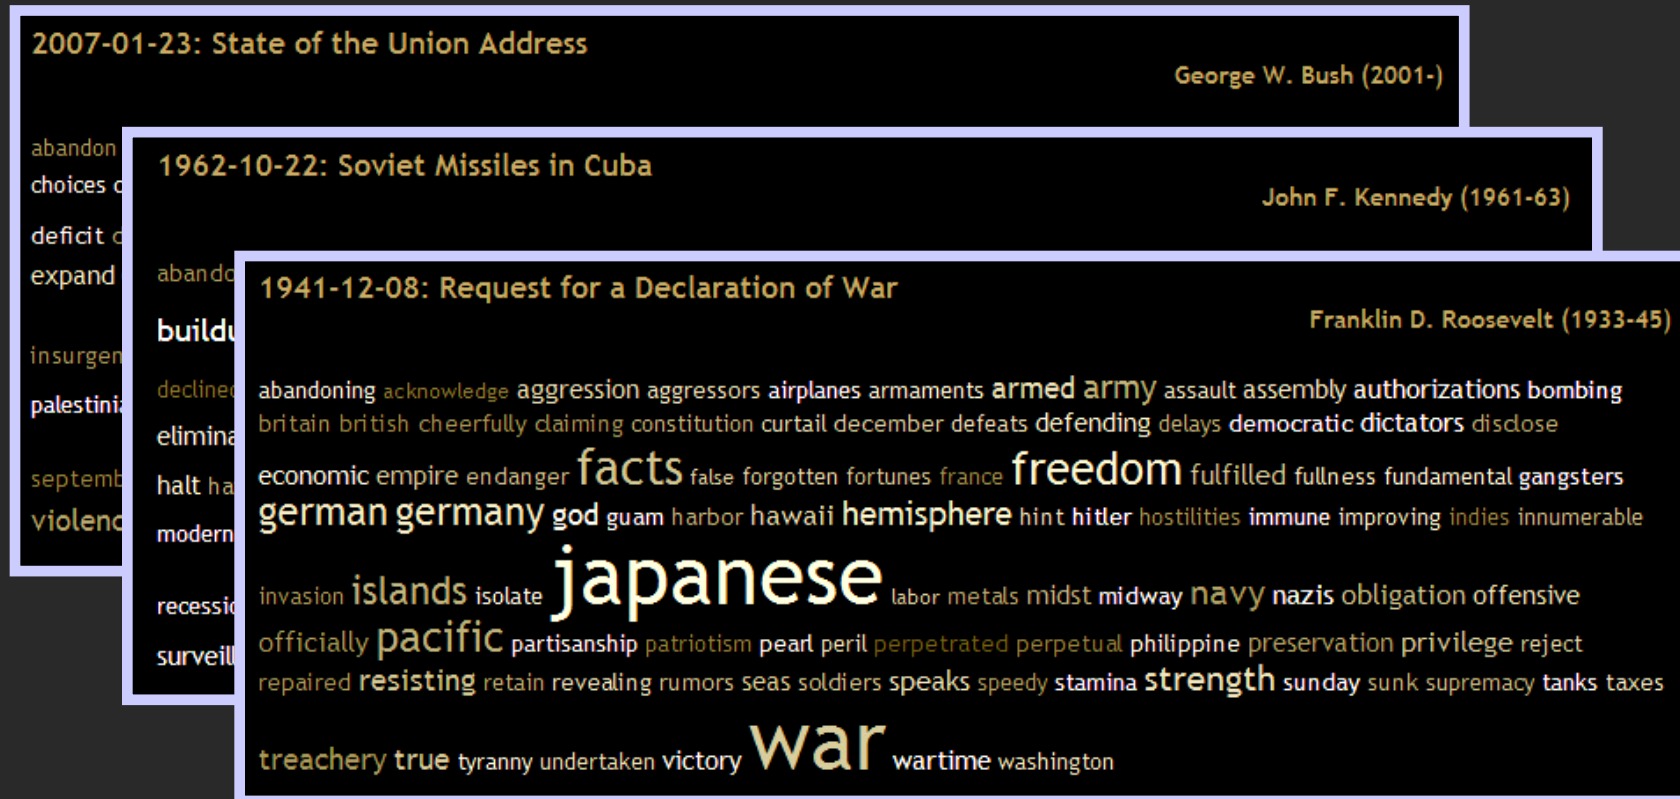 2007-01-23: State of the Union Address
George W. Bush (2001-)
abandon
choices
deficit
expand
violenc
1962-10-22: Soviet Missiles in Cuba
John F. Kennedy (1961-63)
abando
buildu
declined
elimina
halt ha
modern
recessio
surveill
1941-12-08: Request for a Declaration of War
Franklin D. Roosevelt (1933-45)
abandoning acknowledge aggression aggressors airplanes armaments armed army assault assembly authorizations bombing
britain british cheerfully claiming constitution curtail december defeats defending delays democratic dictators disclose
economic empire endanger facts false forgotten fortunes france freedom fulfilled fullness fundamental gangsters
german germany god guam harbor hawaii hemisphere hint hitler hostilities immune improving indies innumerable
invasion islands isolate japanese labor metals midst midway navy nazis obligation offensive
officially pacific partisanship patriotism pearl peril perpetrated perpetual philippine preservation privilege reject
repaired resisting retain revealing rumors seas soldiers speaks speedy stamina strength sunday sunk supremacy tanks taxes
treachery true tyranny undertaken victory war wartime washington